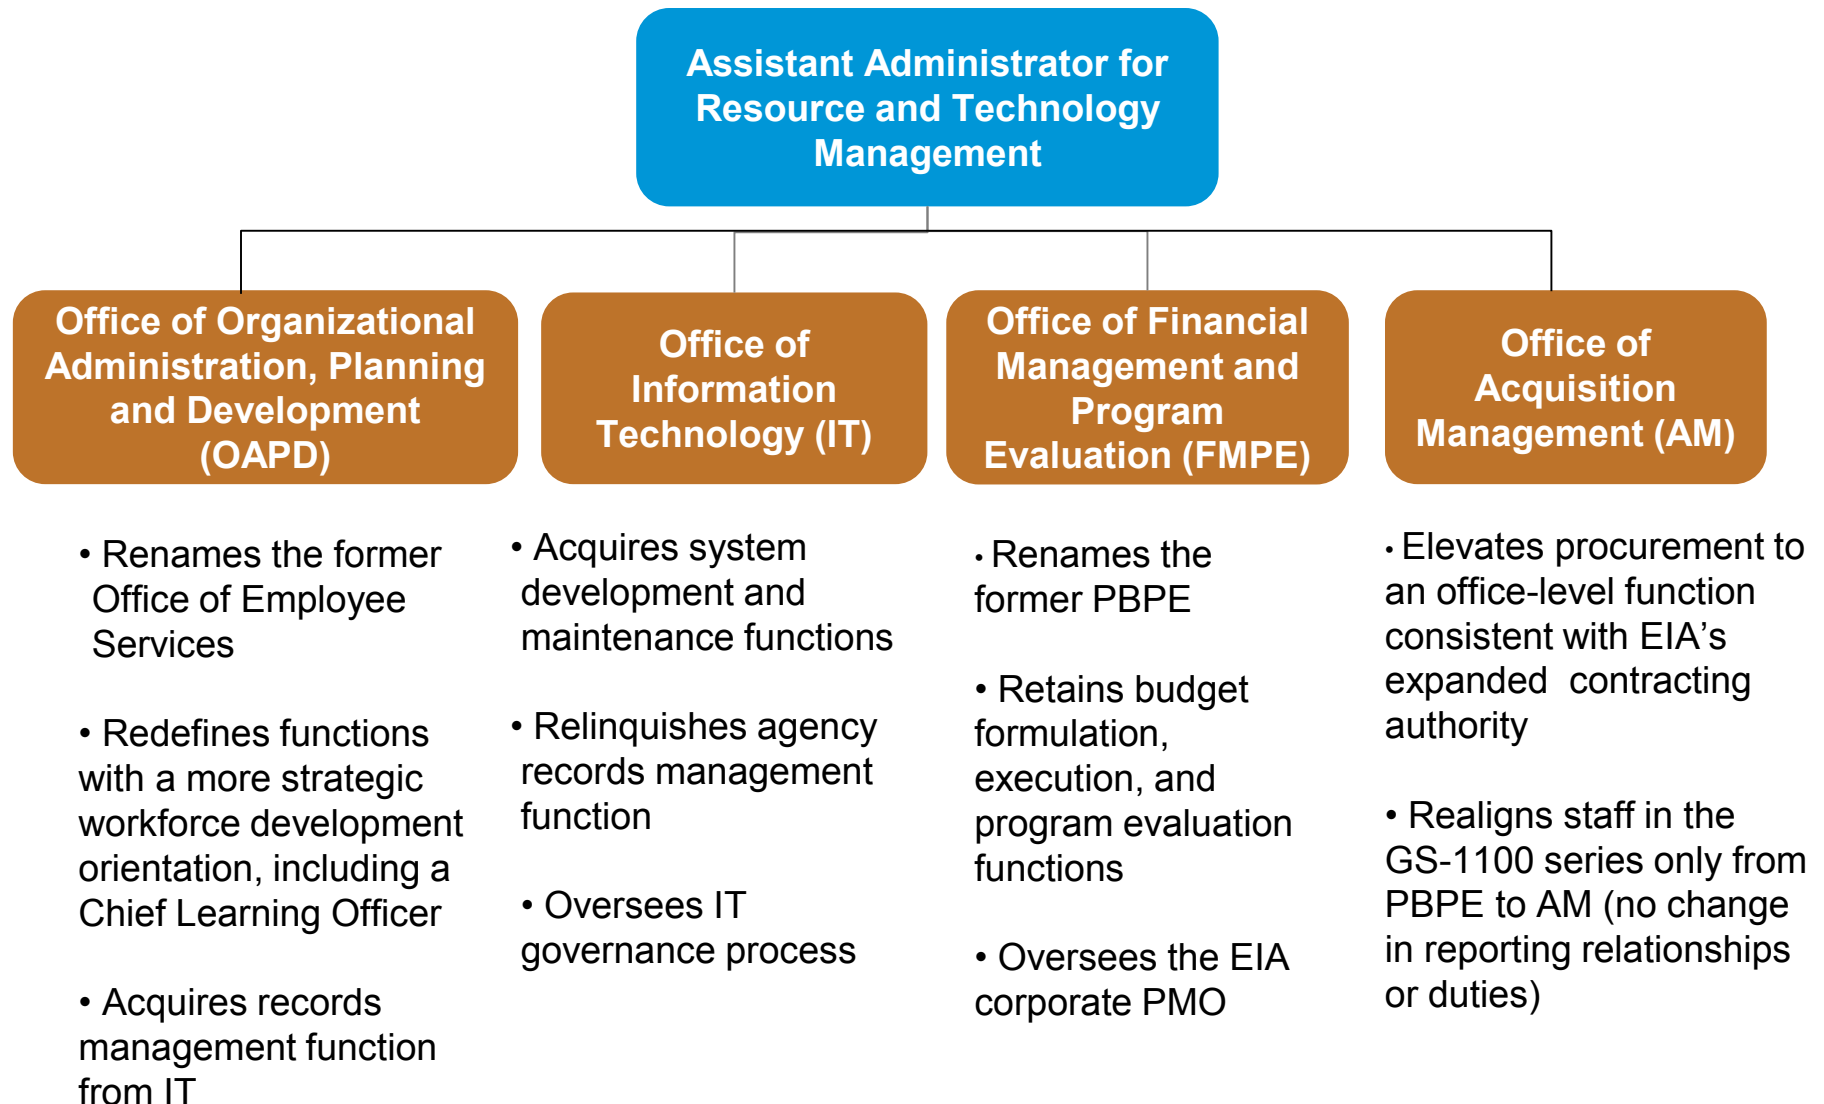 Assistant Administrator for
Resource and Technology
Management
Office of Organizational
Administration, Planning
and Development
(OAPD)
Office of
Information
Technology (IT)
Office of Financial
Management and
Program
Evaluation (FMPE)
Office of
Acquisition
Management (AM)
• Renames the former
Office of Employee
Services
• Redefines functions
with a more strategic
workforce development
orientation, including a
Chief Learning Officer
• Acquires records
management function
from IT
• Acquires system
development and
maintenance functions
• Relinquishes agency
records management
function
• Oversees IT
governance process
• Renames the
former PBPE
• Retains budget
formulation,
execution, and
program evaluation
functions
• Oversees the EIA
corporate PMO
• Elevates procurement to
an office-level function
consistent with EIA’s
expanded  contracting
authority
• Realigns staff in the
GS-1100 series only from
PBPE to AM (no change
in reporting relationships
or duties)